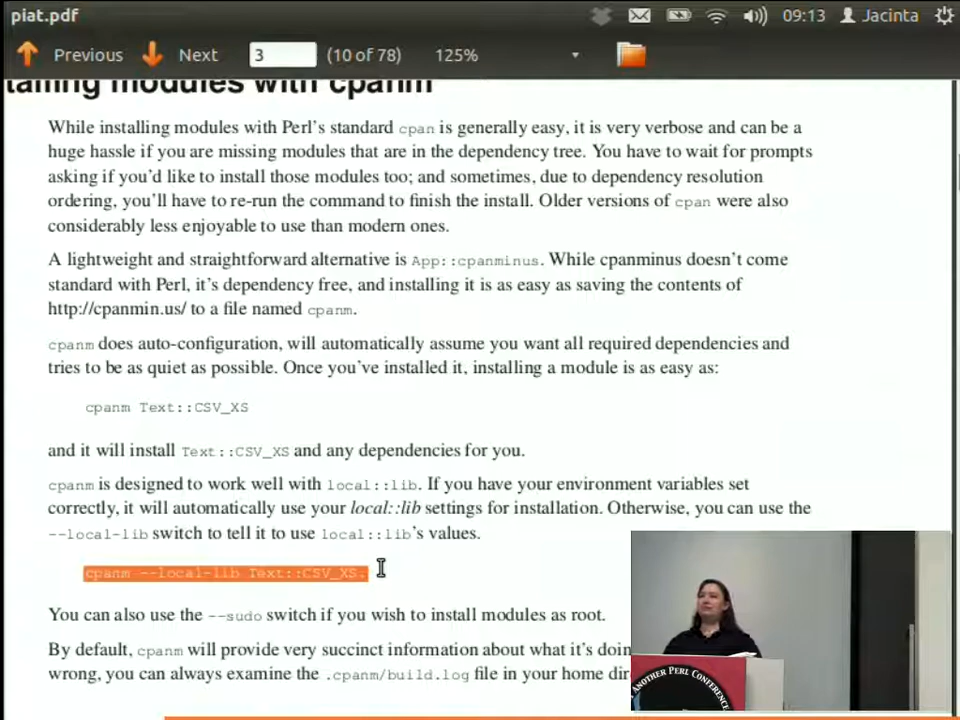 piat.pdf
09:13 Jacinta
Previous Next 3 (10 of 78) 125%
talling modules with cpanm
While installing modules with Perl's standard cpan is generally easy, it is very verbose and can be a
huge hassle if you are missing modules that are in the dependency tree. You have to wait for prompts
asking if you'd like to install those modules too; and sometimes, due to dependency resolution
ordering, you'll have to re-run the command to finish the install. Older versions of cpan were also
considerably less enjoyable to use than modern ones.
A lightweight and straightforward alternative is App::cpanminus. While cpanminus doesn't come
standard with Perl, it's dependency free, and installing it is as easy as saving the contents of
http://cpanmin.us/ to a file named cpanm.
cpanm does auto-configuration, will automatically assume you want all required dependencies and
tries to be as quiet as possible. Once you've installed it, installing a module is as easy as:
cpanm Text::CSV_XS
and it will install Text::CSV_XS and any dependencies for you.
cpanm is designed to work well with local::lib. If you have your environment variables set
correctly, it will automatically use your local::lib settings for installation. Otherwise, you can use the
--local-lib switch to tell it to use local::lib's values.
cpanm --local-lib Text::CSV_XS.
You can also use the --sudo switch if you wish to install modules as root.
By default, cpanm will provide very succinct information about what it's doin
wrong, you can always examine the .cpanm/build.log file in your home dir
ANOTHER PERL CONFERENCE